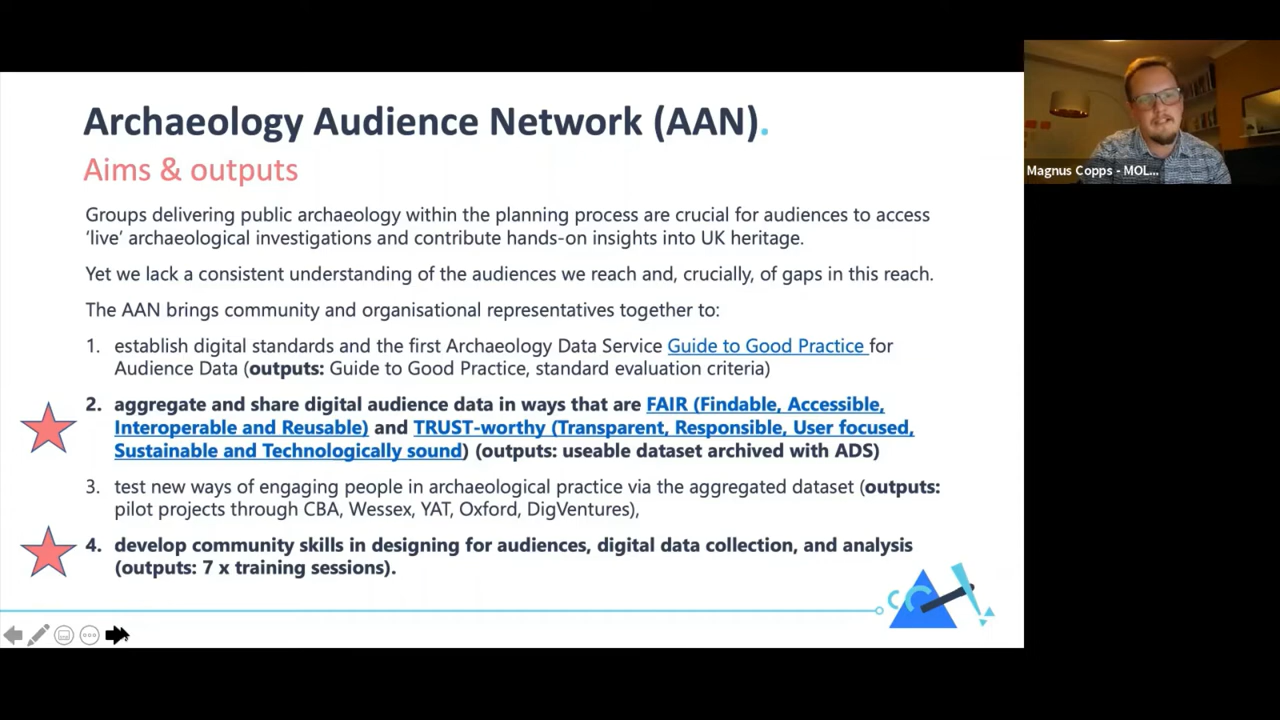 Archaeology Audience Network (AAN).
Aims & outputs
Groups delivering public archaeology within the planning process are crucial for audiences to access
‘live’ archaeological investigations and contribute hands-on insights into UK heritage.
Yet we lack a consistent understanding of the audiences we reach and, crucially, of gaps in this reach.
The AAN brings community and organisational representatives together to:
1. establish digital standards and the first Archaeology Data Service Guide to Good Practice for
Audience Data (outputs: Guide to Good Practice, standard evaluation criteria)
2. aggregate and share digital audience data in ways that are FAIR (Findable, Accessible,
Interoperable and Reusable) and TRUST-worthy (Transparent, Responsible, User focused,
Sustainable and Technologically sound) (outputs: useable dataset archived with ADS)
3. test new ways of engaging people in archaeological practice via the aggregated dataset (outputs:
pilot projects through CBA, Wessex, YAT, Oxford, DigVentures),
4. develop community skills in designing for audiences, digital data collection, and analysis
(outputs: 7 x training sessions).
Magnus Copps - MOL...